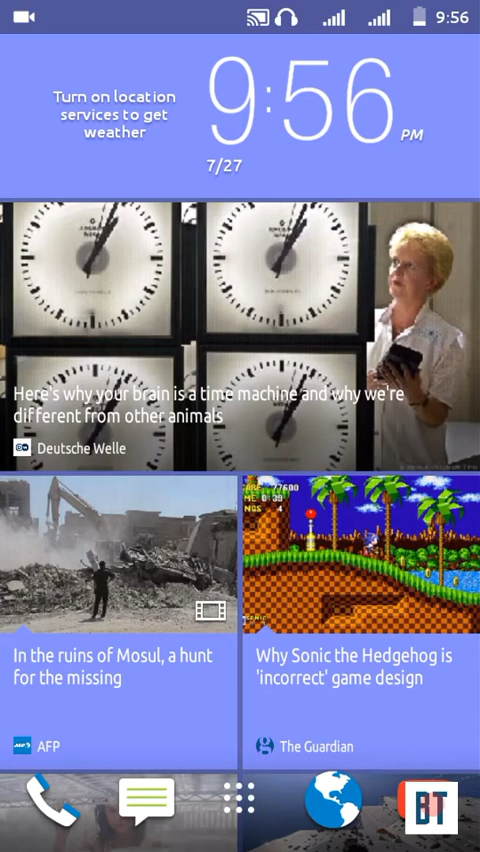 9:56
Turn on location
services to get
weather
9:56 PM
7/27
Here's why your brain is a time machine and why we're
different from other animals
Deutsche Welle
In the ruins of Mosul, a hunt
for the missing
AFP
Why Sonic the Hedgehog is
'incorrect' game design
The Guardian
BT